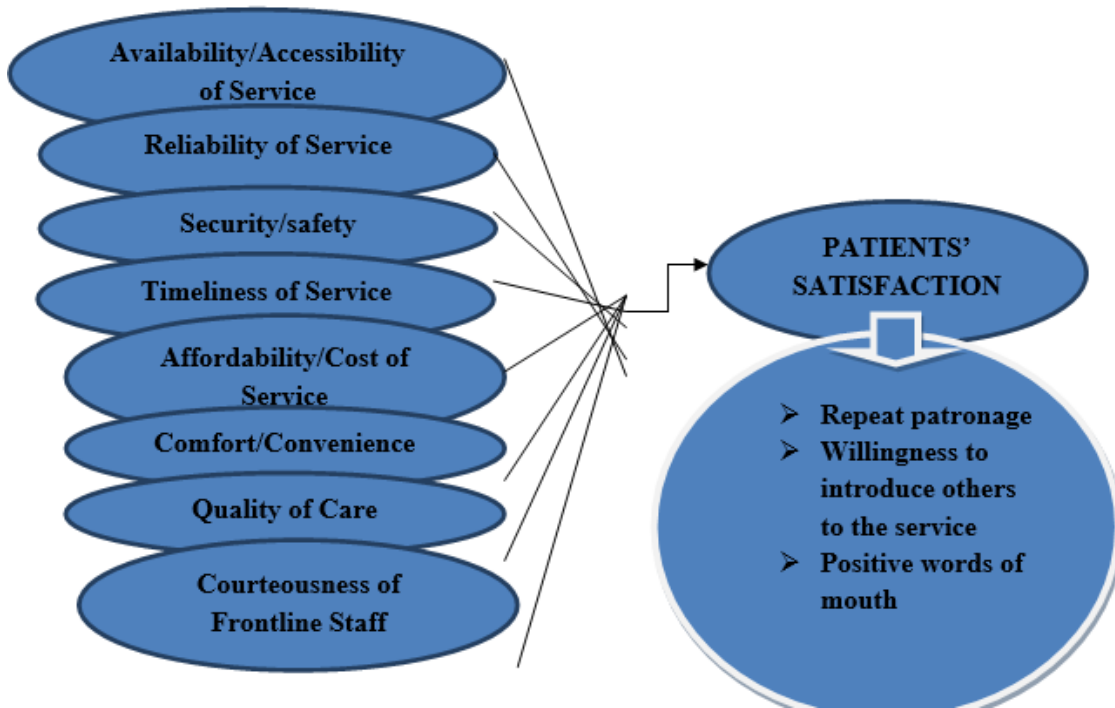 Availability/Accessibility
of Service
Reliability of Service
Security/safety
Timeliness of Service
Affordability/Cost of
Service
Comfort/Convenience
Quality of Care
Courteousness of
Frontline Staff
PATIENTS’
SATISFACTION
➢ Repeat patronage
➢ Willingness to
introduce others
to the service
➢ Positive words of
mouth